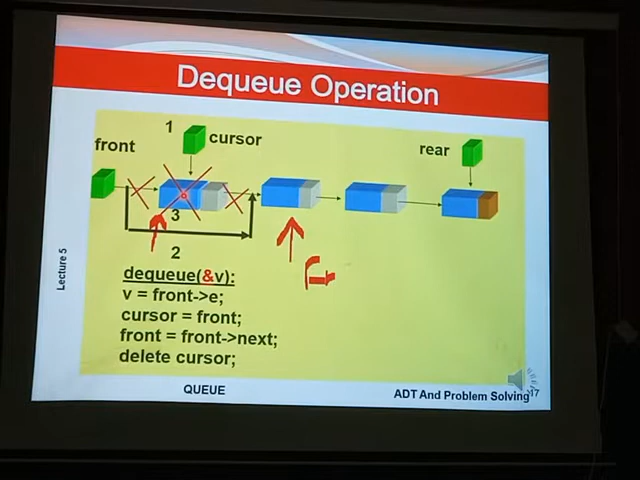 Dequeue Operation
1
front
cursor
rear
3
2
dequeue(&v):
v = front->e;
cursor = front;
front = front->next;
delete cursor;
Lecture 5
QUEUE
ADT And Problem Solving
17